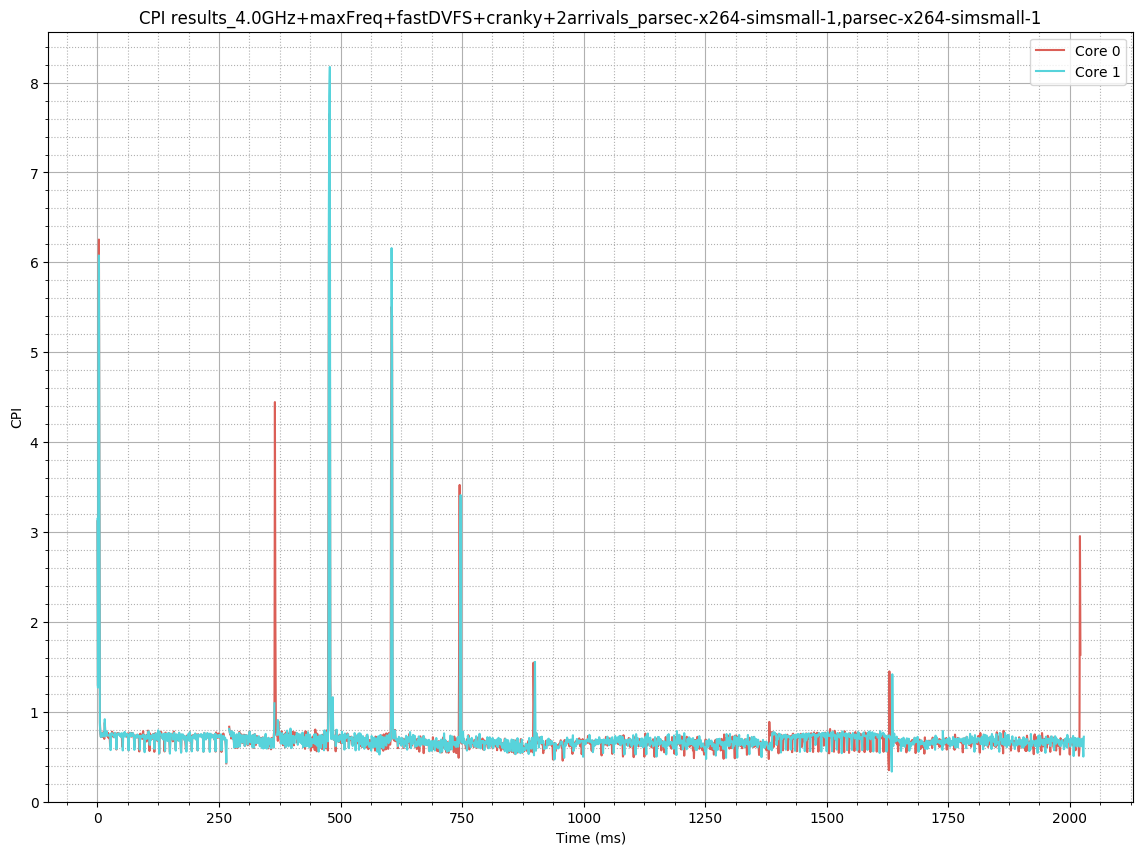 CPI results_4.0GHz+maxFreq+fastDVFS+cranky+2arrivals_parsec-x264-simsmall-1,parsec-x264-simsmall-1
Core 0
Core 1
8
7
6
5
4
3
2
1
0
CPI
0 250 500 750 1000 1250 1500 1750 2000
Time (ms)